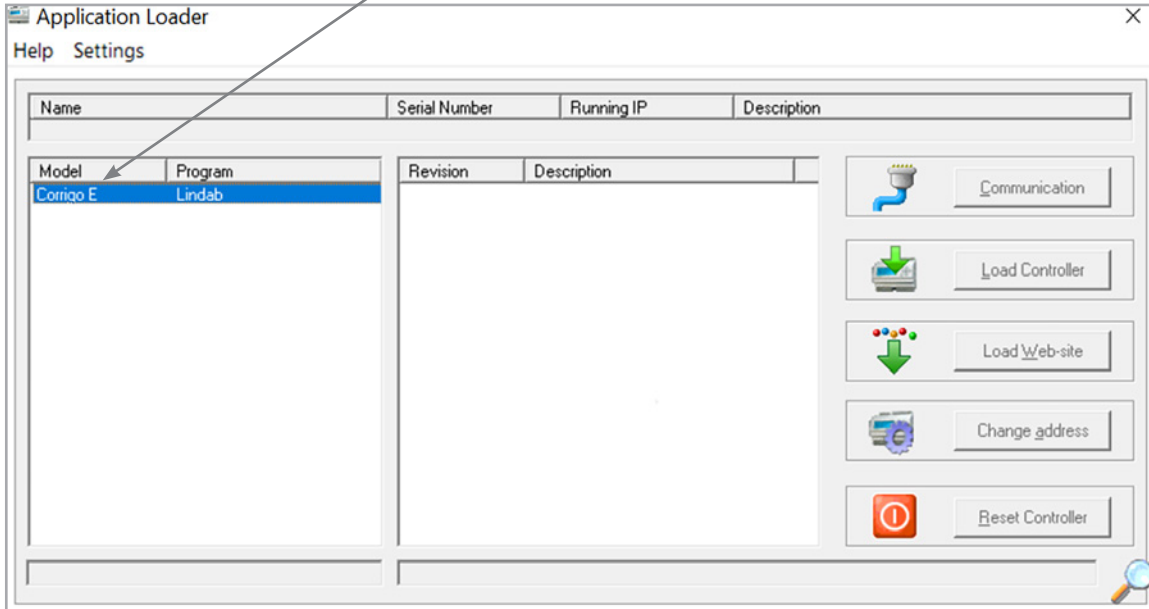 Application Loader
Help Settings
Name Serial Number Running IP Description
Model Program Revision Description
Corrigo E Lindab
Communication
Load Controller
Load Web-site
Change address
Reset Controller